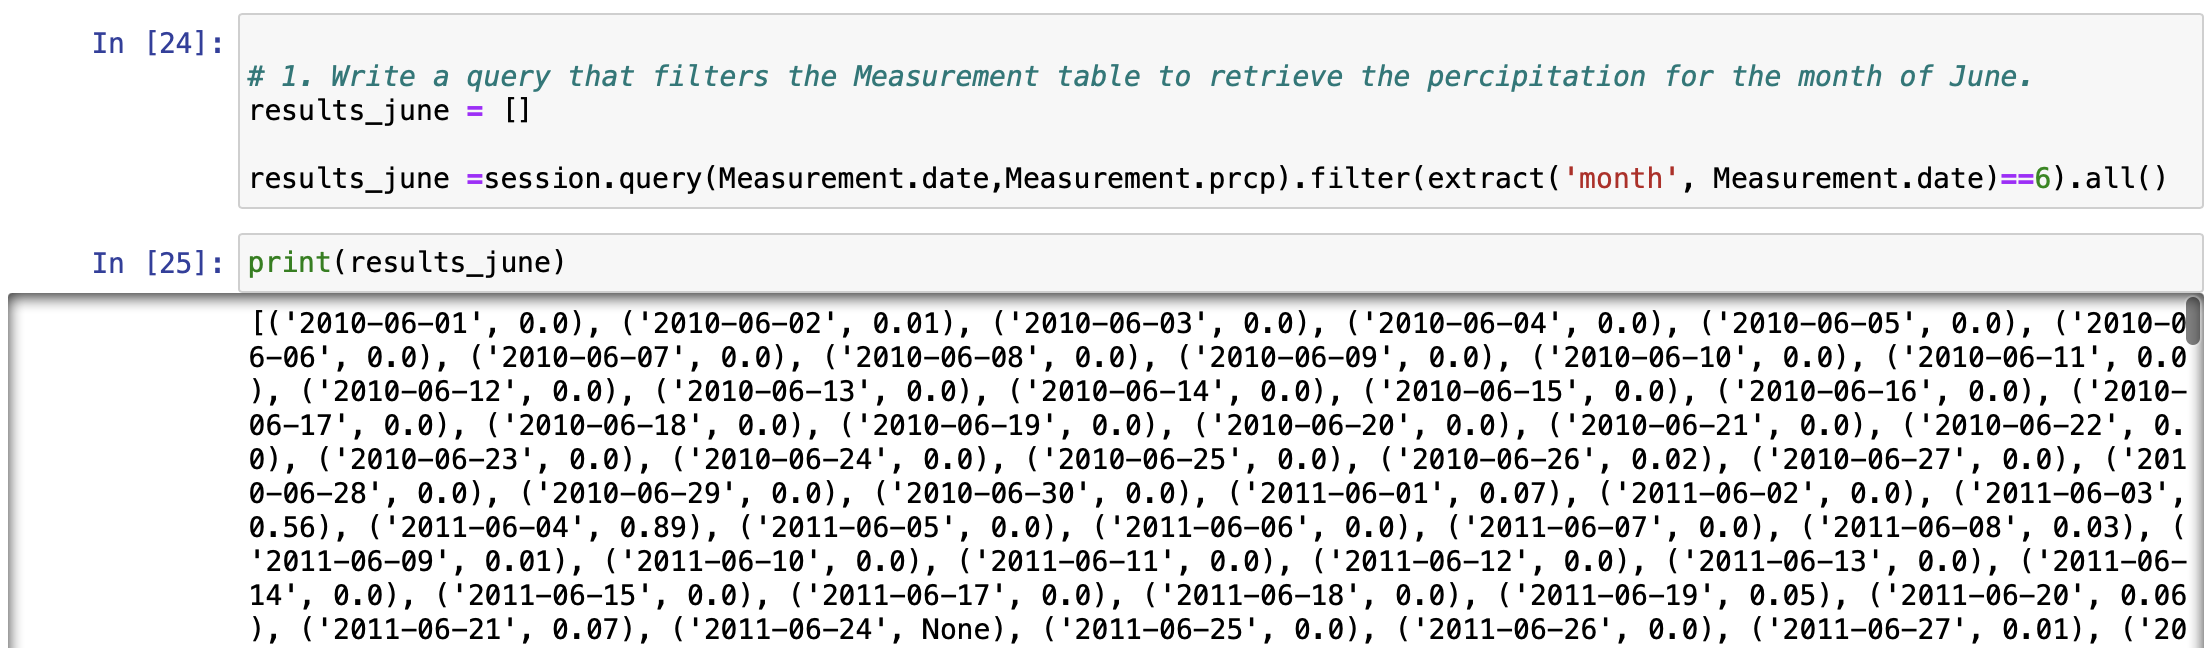 In [24]:
# 1. Write a query that filters the Measurement table to retrieve the percipitation for the month of June.
results_june = []
results_june =session.query(Measurement.date,Measurement.prcp).filter(extract('month', Measurement.date)==6).all()
In [25]: print(results_june)
[('2010-06-01', 0.0), ('2010-06-02', 0.01), ('2010-06-03', 0.0), ('2010-06-04', 0.0), ('2010-06-05', 0.0), ('2010-0
6-06', 0.0), ('2010-06-07', 0.0), ('2010-06-08', 0.0), ('2010-06-09', 0.0), ('2010-06-10', 0.0), ('2010-06-11', 0.0
), ('2010-06-12', 0.0), ('2010-06-13', 0.0), ('2010-06-14', 0.0), ('2010-06-15', 0.0), ('2010-06-16', 0.0), ('2010-
06-17', 0.0), ('2010-06-18', 0.0), ('2010-06-19', 0.0), ('2010-06-20', 0.0), ('2010-06-21', 0.0), ('2010-06-22', 0.
0), ('2010-06-23', 0.0), ('2010-06-24', 0.0), ('2010-06-25', 0.0), ('2010-06-26', 0.02), ('2010-06-27', 0.0), ('201
0-06-28', 0.0), ('2010-06-29', 0.0), ('2010-06-30', 0.0), ('2011-06-01', 0.07), ('2011-06-02', 0.0), ('2011-06-03',
0.56), ('2011-06-04', 0.89), ('2011-06-05', 0.0), ('2011-06-06', 0.0), ('2011-06-07', 0.0), ('2011-06-08', 0.03), (
'2011-06-09', 0.01), ('2011-06-10', 0.0), ('2011-06-11', 0.0), ('2011-06-12', 0.0), ('2011-06-13', 0.0), ('2011-06-
14', 0.0), ('2011-06-15', 0.0), ('2011-06-17', 0.0), ('2011-06-18', 0.0), ('2011-06-19', 0.05), ('2011-06-20', 0.06
), ('2011-06-21', 0.07), ('2011-06-24', None), ('2011-06-25', 0.0), ('2011-06-26', 0.0), ('2011-06-27', 0.01), ('20